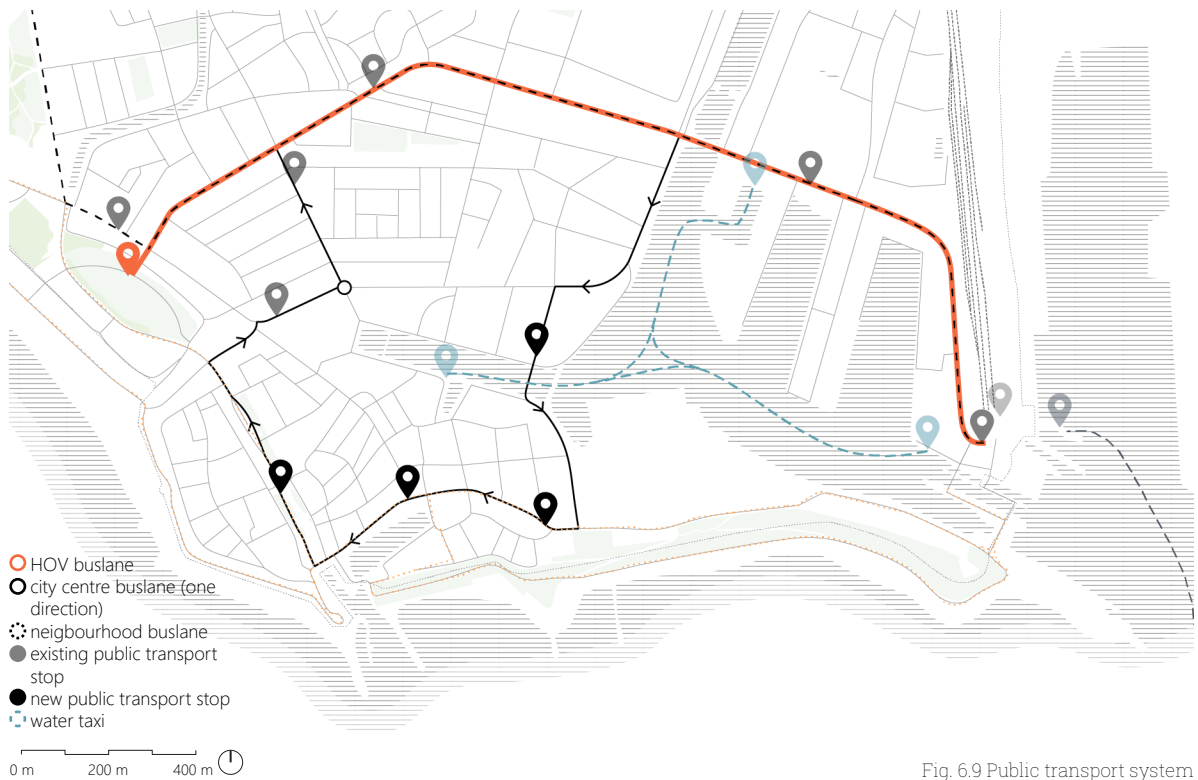 HOV buslane
city centre buslane (one
direction)
neigbourhood buslane
existing public transport
stop
new public transport stop
water taxi
0 m 200 m 400 m
Fig. 6.9 Public transport system